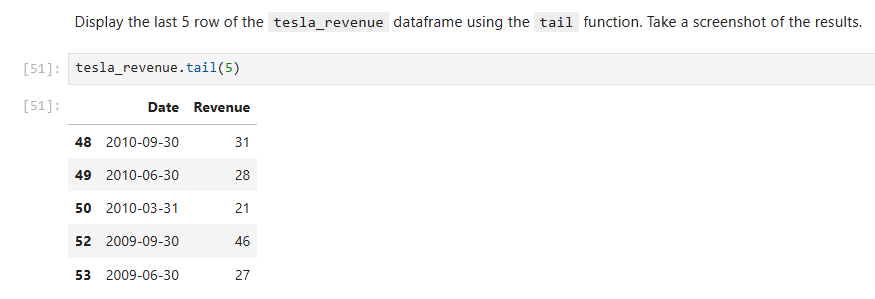 Display the last 5 row of the tesla_revenue dataframe using the tail function. Take a screenshot of the results.
[51]: tesla_revenue.tail(5)
[51]:
Date Revenue
48 2010-09-30 31
49 2010-06-30 28
50 2010-03-31 21
52 2009-09-30 46
53 2009-06-30 27